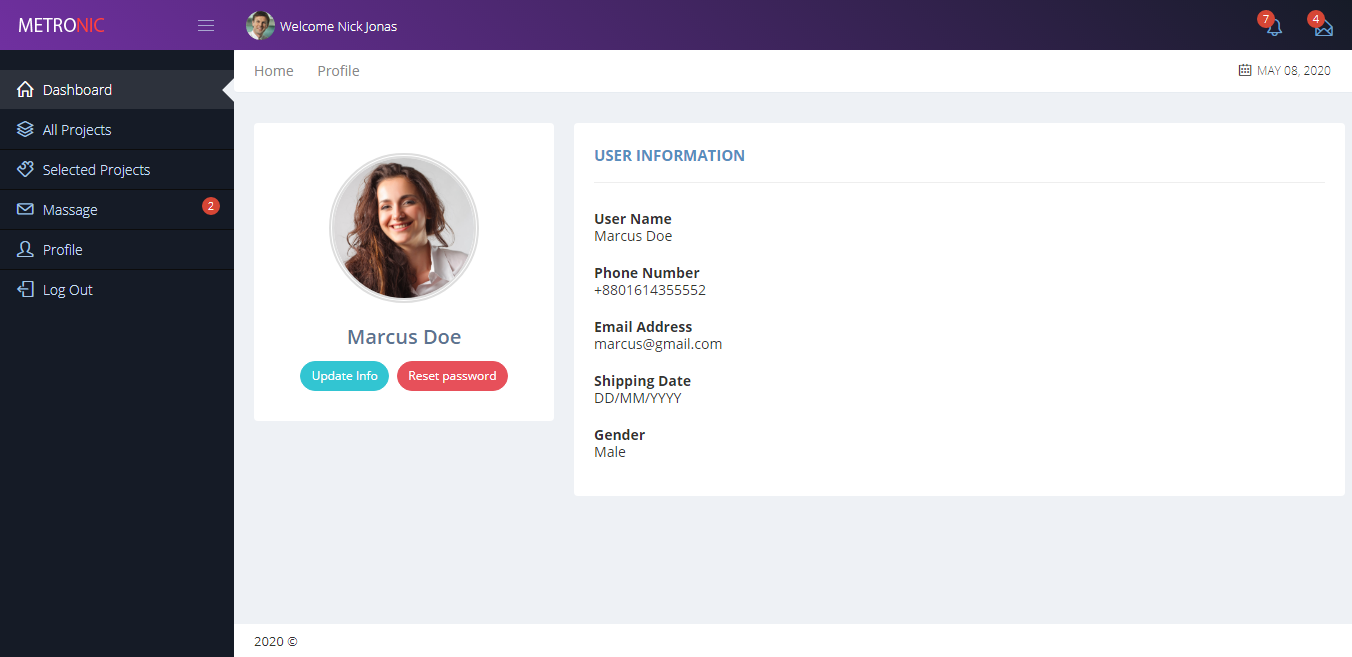 METRONIC
Welcome Nick Jonas
7
4
Dashboard
All Projects
Selected Projects
Massage
2
Profile
Log Out
Home Profile
MAY 08, 2020
Marcus Doe
Update Info Reset password
USER INFORMATION
User Name
Marcus Doe
Phone Number
+8801614355552
Email Address
marcus@gmail.com
Shipping Date
DD/MM/YYYY
Gender
Male
2020 ©